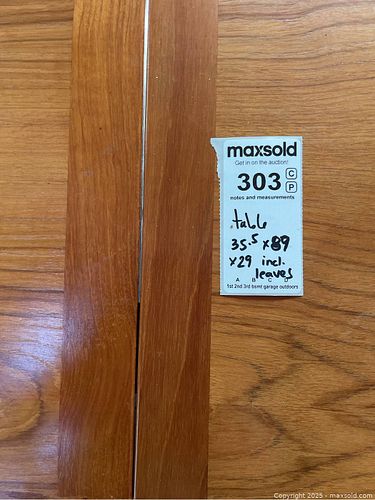 maxsold
Get in on the auction!
303 C
P
notes and measurements
table
35.5 x 89
x 29 incl.
leaves
A B C D
1st 2nd 3rd bsmt garage outdoors
Copyright 2025 - maxsold.com